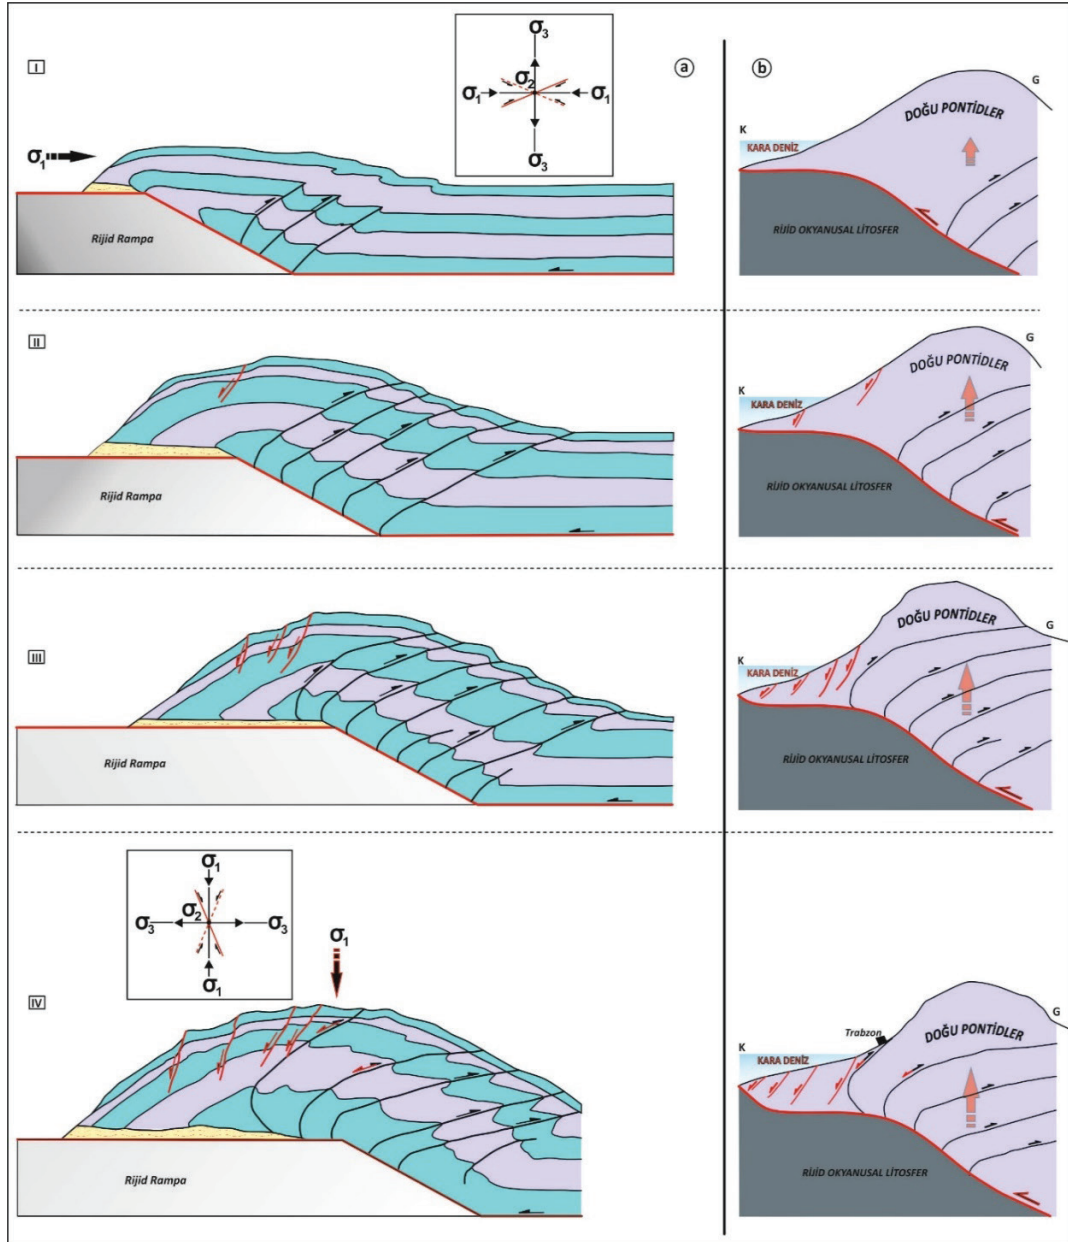 I
σ3
σ2
σ1
σ1
σ3
a
b
σ1
Rijid Rampa
K
KARA DENİZ
DOĞU PONTİDLER
G
RİJİD OKYANUSAL LİTOSFER
II
Rijid Rampa
K
KARA DENİZ
DOĞU PONTİDLER
G
RİJİD OKYANUSAL LİTOSFER
III
Rijid Rampa
K
KARA DENİZ
DOĞU PONTİDLER
G
RİJİD OKYANUSAL LİTOSFER
IV
σ1
σ2
σ3
σ3
σ1
σ1
Rijid Rampa
K
KARA DENİZ
Trabzon
DOĞU PONTİDLER
G
RİJİD OKYANUSAL LİTOSFER